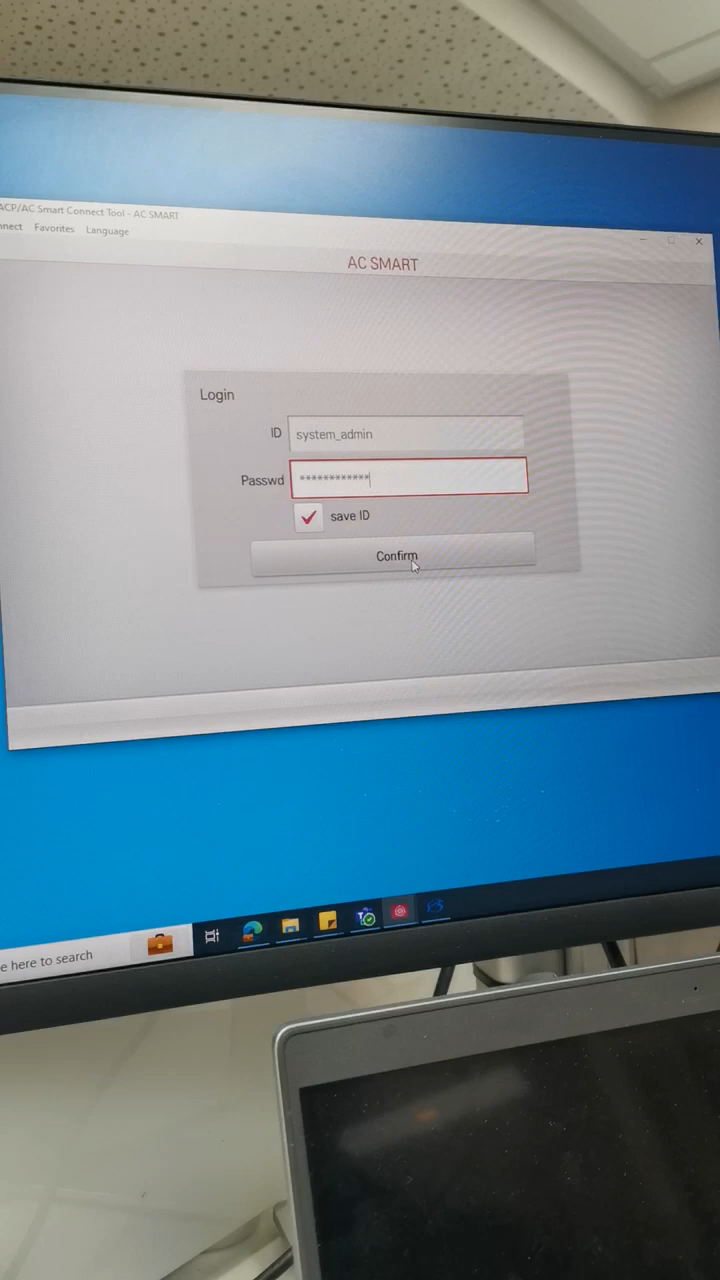 ACP/AC Smart Connect Tool - AC SMART
Favorites Language
AC SMART
Login
ID system_admin
Passwd ************
save ID
Confirm
here to search